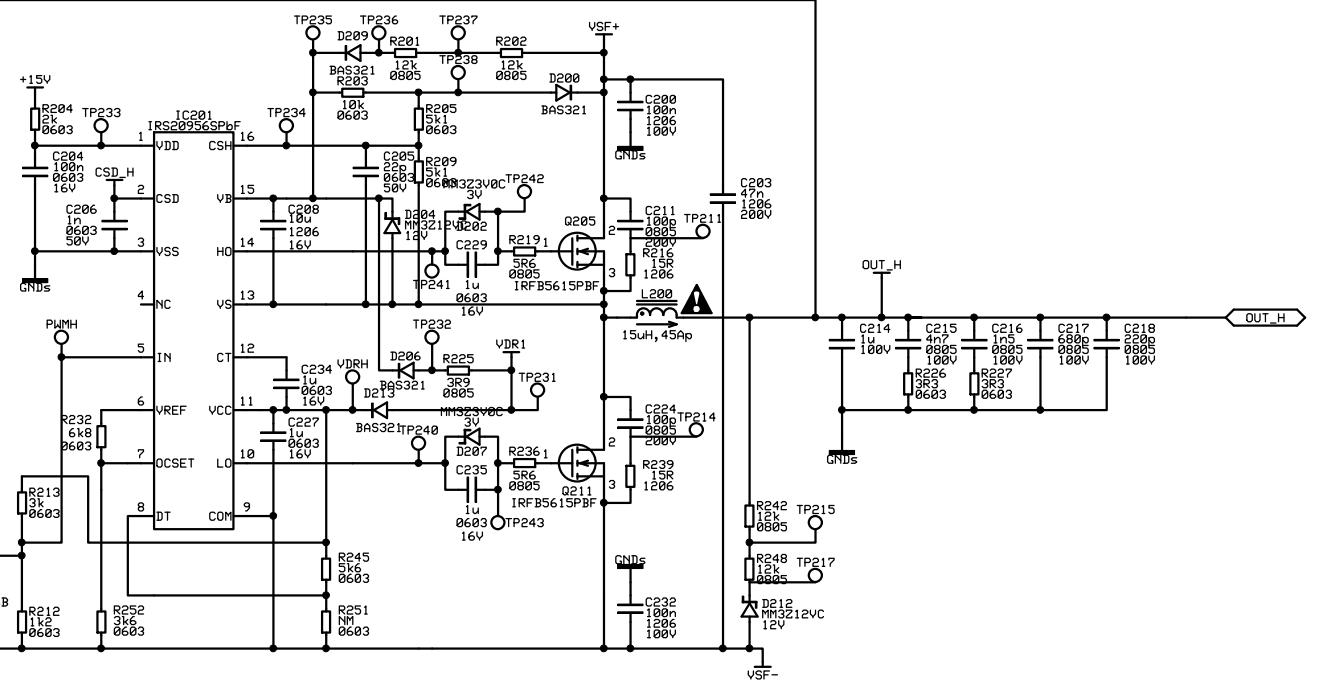 TP235
TP236
TP237
D209
R201
R202
BAS321
12k
0805
12k
0805
TP238
VSF+
R203
10k
0603
D200
BAS321
+15V
R204
2k
0603
TP233
IC201
IRS20956SPbF
TP234
R205
5k1
0603
C200
100n
1206
100V
GNDs
1
VDD
16
CSH
C204
100n
0603
16V
CSD_H
2
CSD
15
VB
C205
22p
0603
50V
R209
5k1
0603
MM3Z3V0C
3V
TP242
C203
47n
1206
200V
C206
1n
0603
50V
C208
10u
1206
16V
D204
MM3Z12VC
12V
D202
C229
1u
0603
16V
R219
5R6
0805
1
Q205
2
3
IRFB5615PBF
C211
100p
0805
200V
TP211
R216
15R
1206
3
VSS
14
HO
GNDs
TP241
4
NC
13
VS
L200
15uH,45Ap
OUT_H
OUT_H
PWMH
5
IN
12
CT
TP232
VDR1
C234
1u
0603
16V
VDRH
D206
BAS321
R225
3R9
0805
TP231
C214
1u
100V
C215
4n7
0805
100V
C216
1n5
0805
100V
C217
680p
0805
100V
C218
220p
0805
100V
R226
3R3
0603
R227
3R3
0603
GNDs
6
VREF
11
VCC
D213
BAS321
R232
6k8
0603
C227
1u
0603
16V
TP240
MM3Z3V0C
3V
D207
C235
1u
0603
16V
R236
5R6
0805
1
2
3
Q211
IRFB5615PBF
C224
100p
0805
200V
TP214
R239
15R
1206
7
OCSET
10
LO
R213
3k
0603
8
DT
9
COM
TP243
R242
12k
0805
TP215
R245
5k6
0603
GNDs
R248
12k
0805
TP217
B
R212
1k2
0603
R252
3k6
0603
R251
NM
0603
C232
100n
1206
100V
D212
MM3Z12VC
12V
VSF-